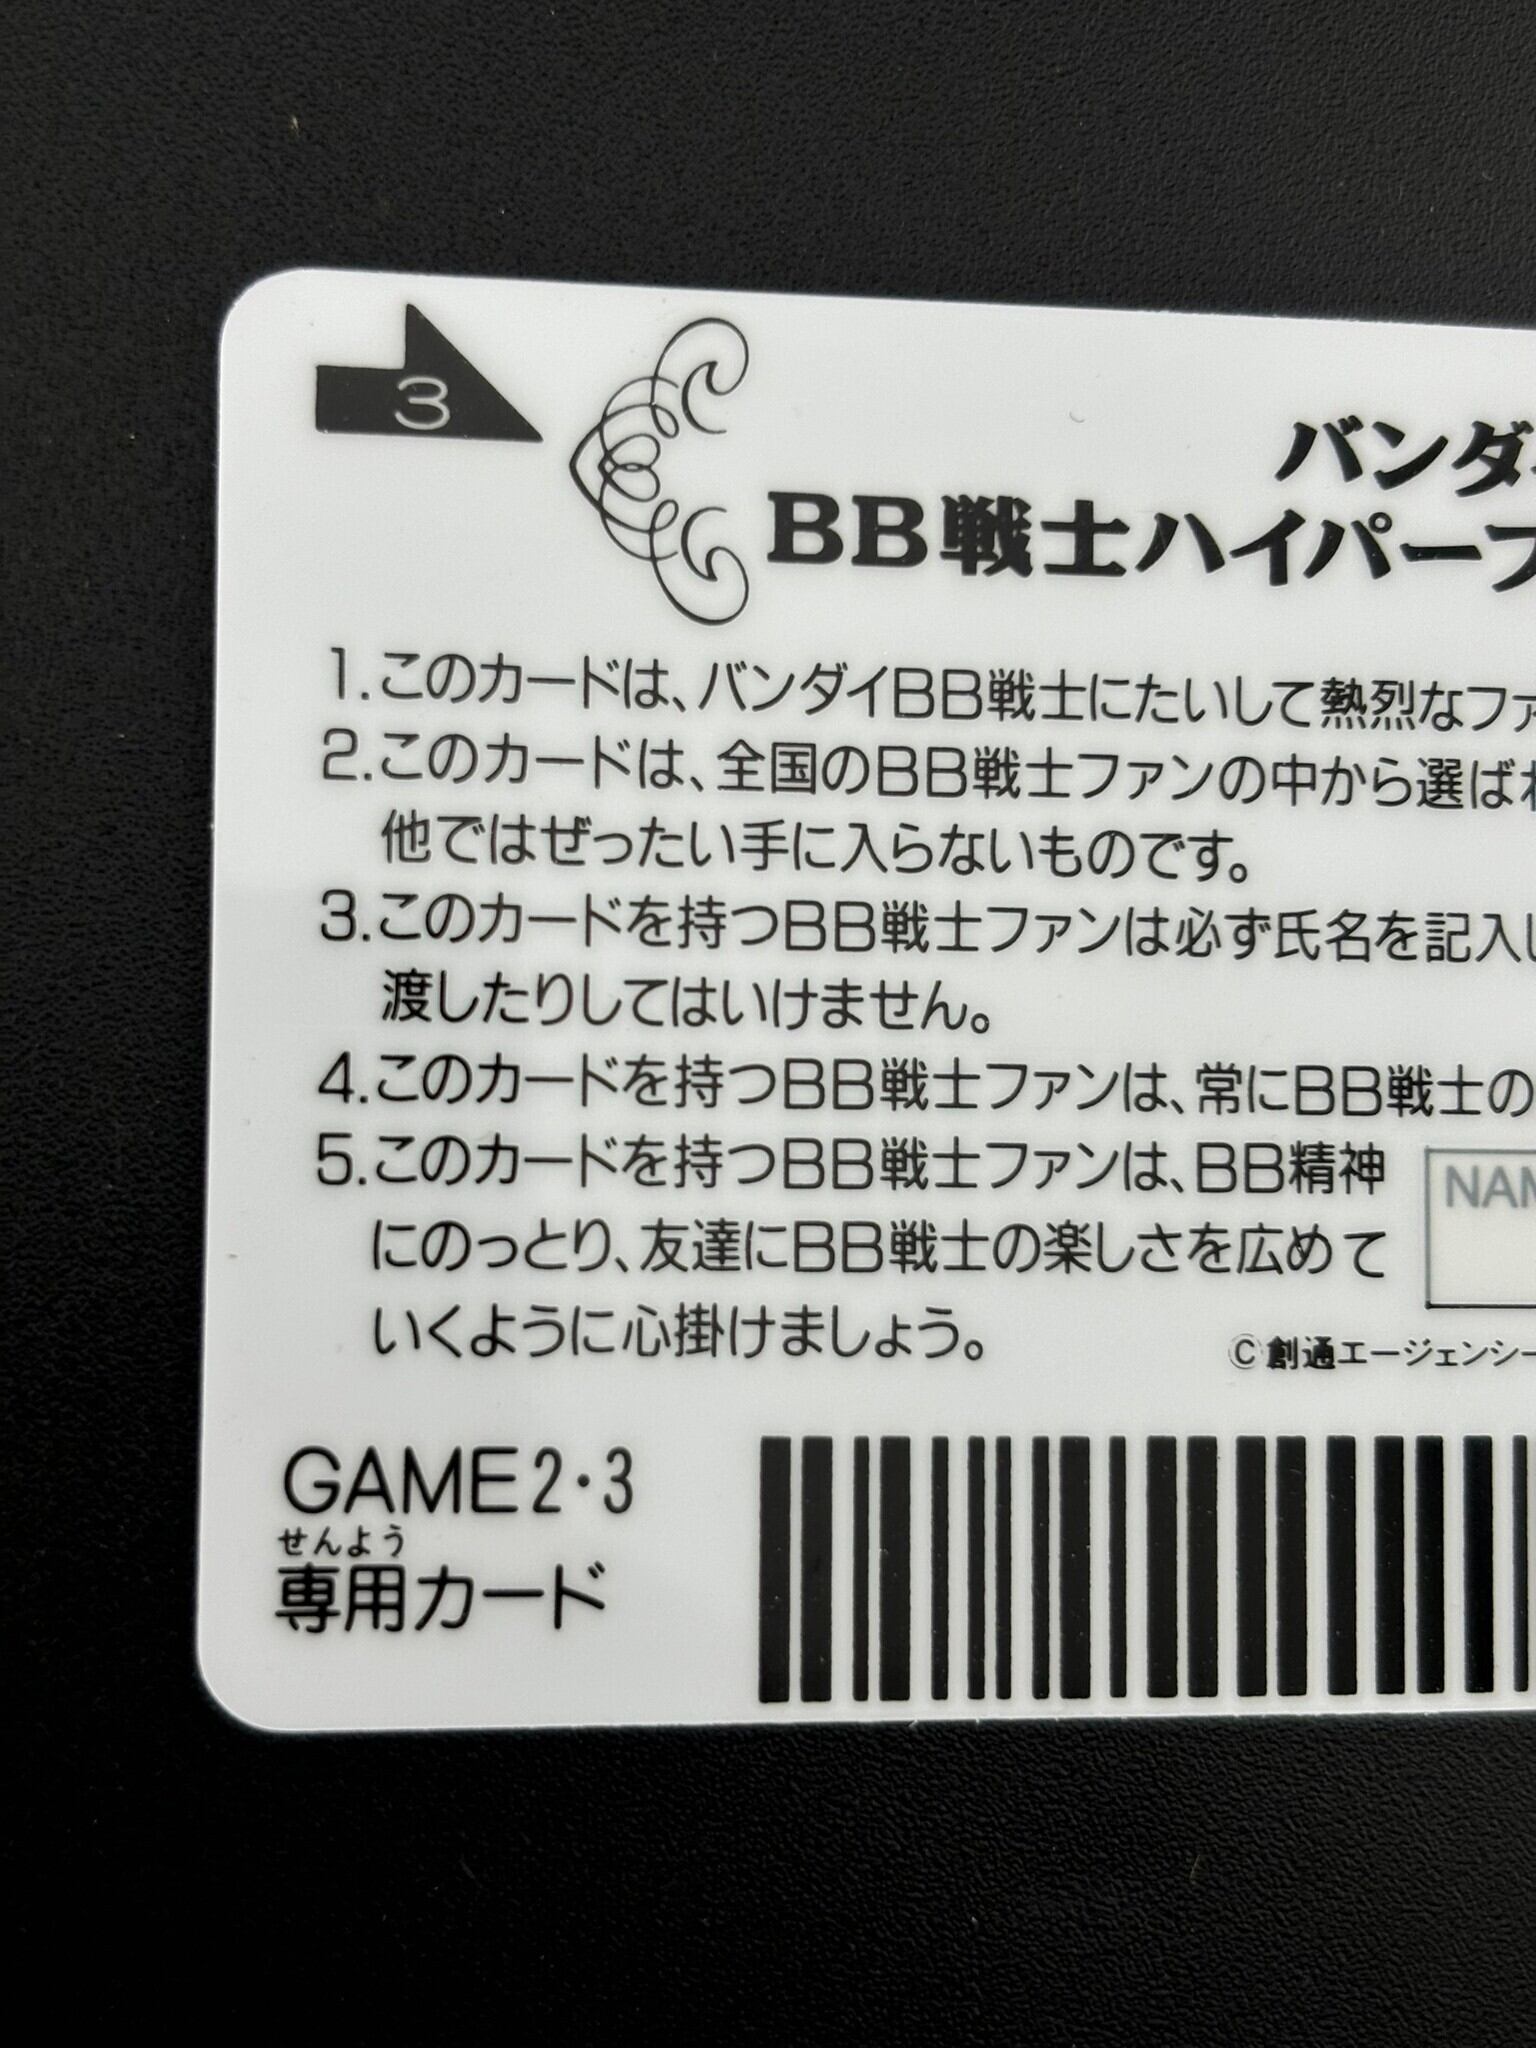 3
バンダ
BB戦士ハイパー
1.このカードは、バンダイBB戦士にたいして熱烈なファ
2.このカードは、全国のBB戦士ファンの中から選ば
他ではぜったい手に入らないものです。
3.このカードを持つBB戦士ファンは必ず氏名を記入し
渡したりしてはいけません。
4.このカードを持つBB戦士ファンは、常にBB戦士の
5.このカードを持つBB戦士ファンは、BB精神
にのっとり、友達にBB戦士の楽しさを広めて
いくように心掛けましょう。
NAM
©創通エージェンシー
GAME2・3
せんよう
専用カード